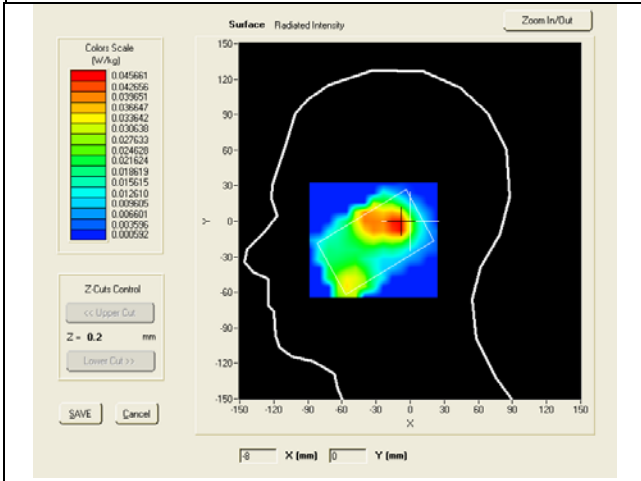 Surface Radiated Intensity
Zoom In/Out
Colors Scale
(W/kg)
0.045661
0.042656
0.039651
0.036647
0.033642
0.030638
0.027633
0.024628
0.021624
0.018619
0.015615
0.012610
0.009605
0.006601
0.003596
0.000592
150
120
90
60
30
0
-30
-60
-90
-120
-150
Y
-150 -120 -90 -60 -30 0 30 60 90 120 150
X
Z-Cuts Control
<< Upper Cut
Z = 0.2 mm
Lower Cut >>
SAVE Cancel
-8 X (mm) 0 Y (mm)